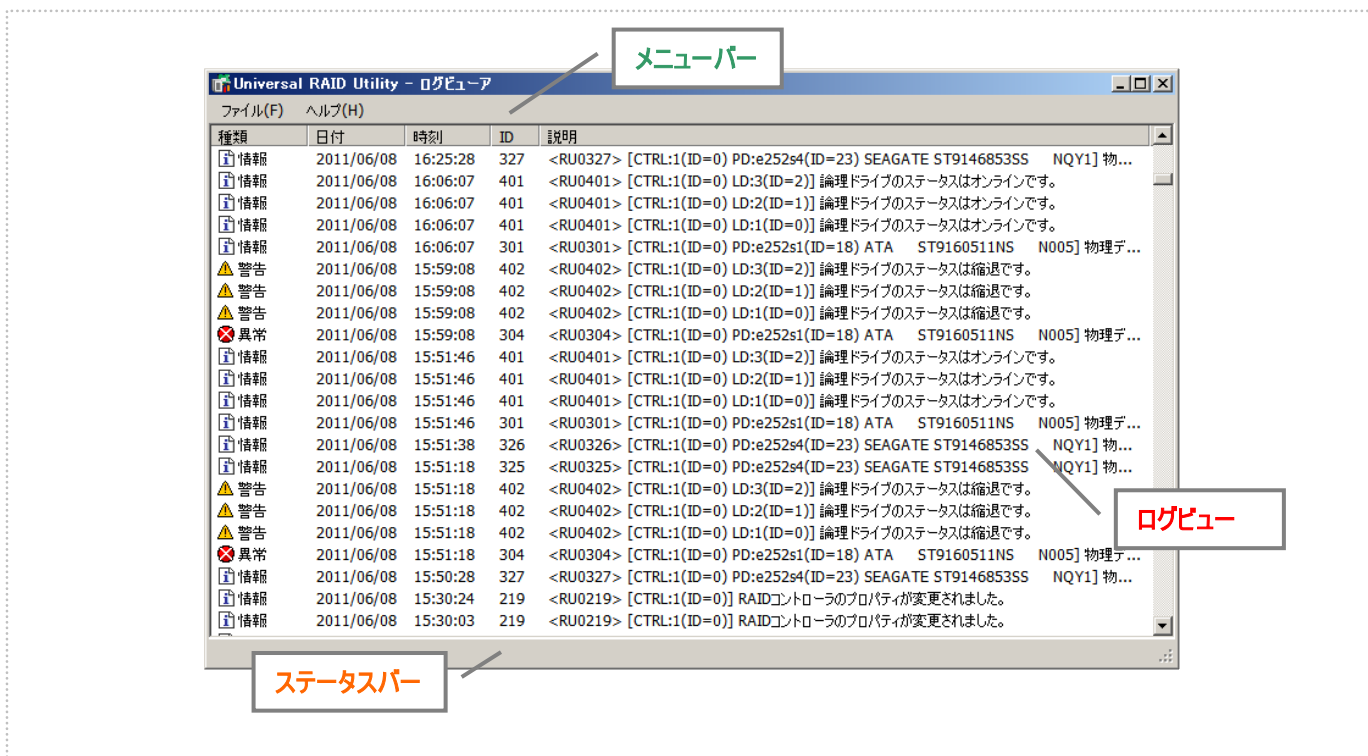 メニューバー
Universal RAID Utility - ログビューア
ファイル(F) ヘルプ(H)
種類 日付 時刻 ID 説明
情報 2011/06/08 16:25:28 327 <RU0327> [CTRL:1(ID=0) PD:e252s4(ID=23) SEAGATE ST9146853SS NQY1] 物...
情報 2011/06/08 16:06:07 401 <RU0401> [CTRL:1(ID=0) LD:3(ID=2)] 論理ドライブのステータスはオンラインです。
情報 2011/06/08 16:06:07 401 <RU0401> [CTRL:1(ID=0) LD:2(ID=1)] 論理ドライブのステータスはオンラインです。
情報 2011/06/08 16:06:07 401 <RU0401> [CTRL:1(ID=0) LD:1(ID=0)] 論理ドライブのステータスはオンラインです。
情報 2011/06/08 16:06:07 301 <RU0301> [CTRL:1(ID=0) PD:e252s1(ID=18) ATA ST9160511NS N005] 物理デ...
警告 2011/06/08 15:59:08 402 <RU0402> [CTRL:1(ID=0) LD:3(ID=2)] 論理ドライブのステータスは縮退です。
警告 2011/06/08 15:59:08 402 <RU0402> [CTRL:1(ID=0) LD:2(ID=1)] 論理ドライブのステータスは縮退です。
警告 2011/06/08 15:59:08 402 <RU0402> [CTRL:1(ID=0) LD:1(ID=0)] 論理ドライブのステータスは縮退です。
異常 2011/06/08 15:59:08 304 <RU0304> [CTRL:1(ID=0) PD:e252s1(ID=18) ATA ST9160511NS N005] 物理デ...
情報 2011/06/08 15:51:46 401 <RU0401> [CTRL:1(ID=0) LD:3(ID=2)] 論理ドライブのステータスはオンラインです。
情報 2011/06/08 15:51:46 401 <RU0401> [CTRL:1(ID=0) LD:2(ID=1)] 論理ドライブのステータスはオンラインです。
情報 2011/06/08 15:51:46 401 <RU0401> [CTRL:1(ID=0) LD:1(ID=0)] 論理ドライブのステータスはオンラインです。
情報 2011/06/08 15:51:46 301 <RU0301> [CTRL:1(ID=0) PD:e252s1(ID=18) ATA ST9160511NS N005] 物理デ...
情報 2011/06/08 15:51:38 326 <RU0326> [CTRL:1(ID=0) PD:e252s4(ID=23) SEAGATE ST9146853SS NQY1] 物...
情報 2011/06/08 15:51:18 325 <RU0325> [CTRL:1(ID=0) PD:e252s4(ID=23) SEAGATE ST9146853SS NQY1] 物...
警告 2011/06/08 15:51:18 402 <RU0402> [CTRL:1(ID=0) LD:3(ID=2)] 論理ドライブのステータスは縮退です。
警告 2011/06/08 15:51:18 402 <RU0402> [CTRL:1(ID=0) LD:2(ID=1)] 論理ドライブのステータスは縮退です。
警告 2011/06/08 15:51:18 402 <RU0402> [CTRL:1(ID=0) LD:1(ID=0)] 論理ドライブのステータスは縮退です。
異常 2011/06/08 15:51:18 304 <RU0304> [CTRL:1(ID=0) PD:e252s1(ID=18) ATA ST9160511NS N005] 物理デ...
情報 2011/06/08 15:50:28 327 <RU0327> [CTRL:1(ID=0) PD:e252s4(ID=23) SEAGATE ST9146853SS NQY1] 物...
情報 2011/06/08 15:30:24 219 <RU0219> [CTRL:1(ID=0)] RAIDコントローラのプロパティが変更されました。
情報 2011/06/08 15:30:03 219 <RU0219> [CTRL:1(ID=0)] RAIDコントローラのプロパティが変更されました。
ログビュー
ステータスバー